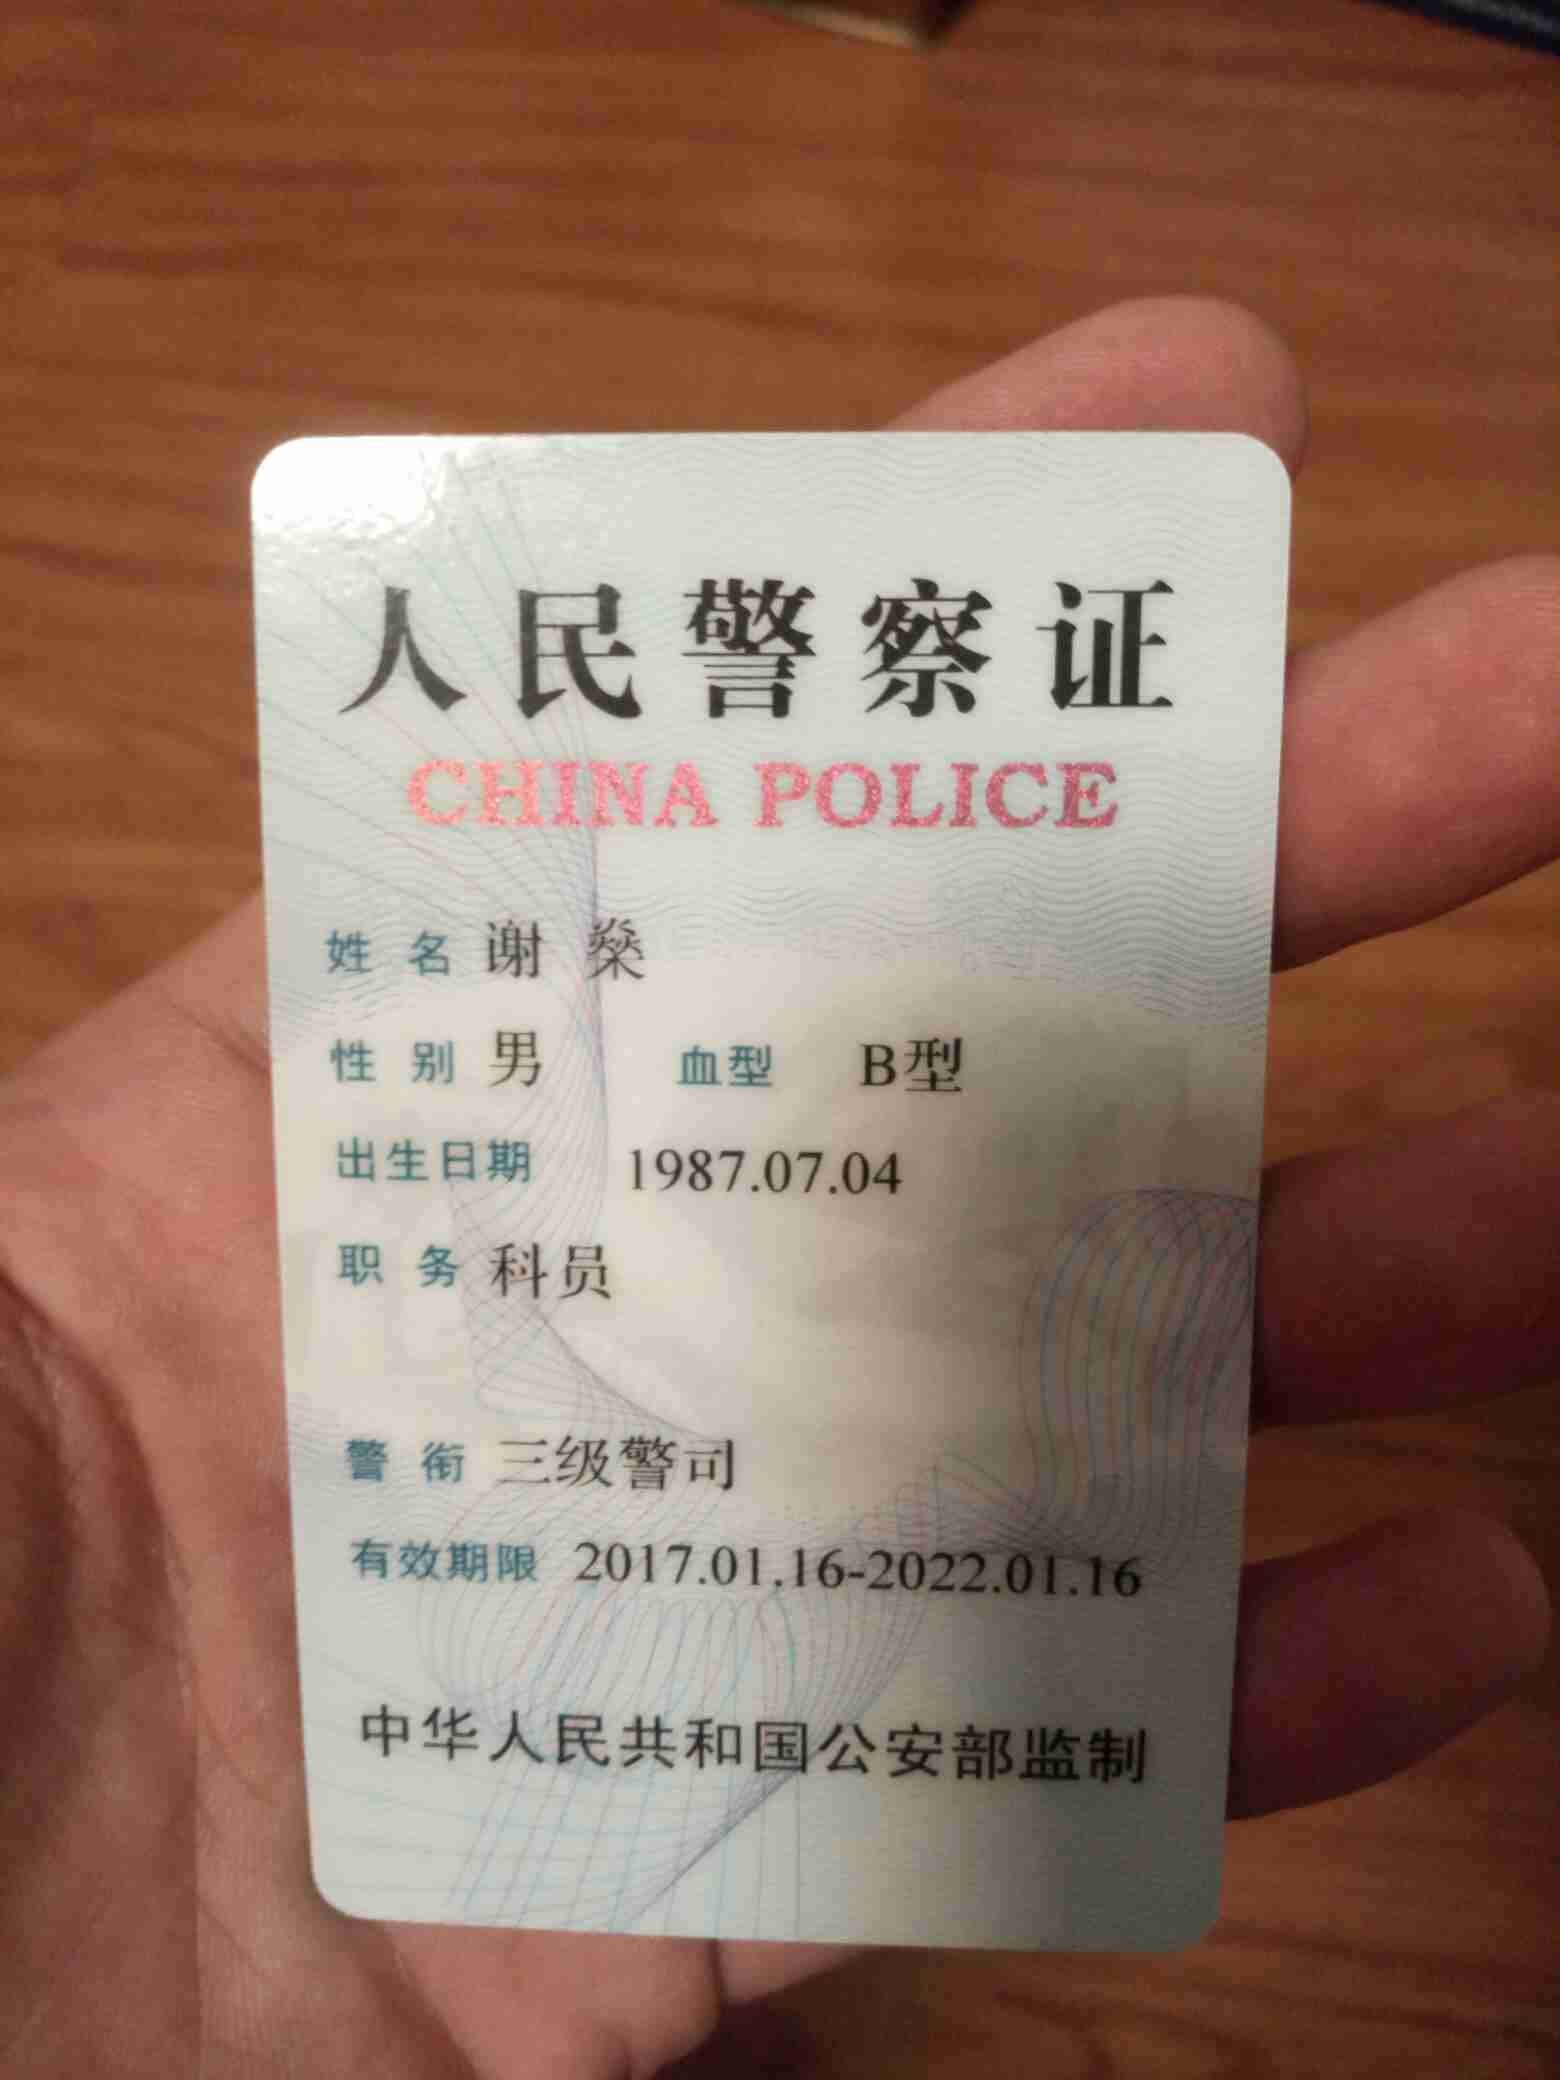 人民警察证
CHINA POLICE
姓 名 谢 燊
性 别 男 血型 B型
出生日期 1987.07.04
职 务 科员
警 衔 三级警司
有效期限 2017.01.16-2022.01.16
中华人民共和国公安部监制